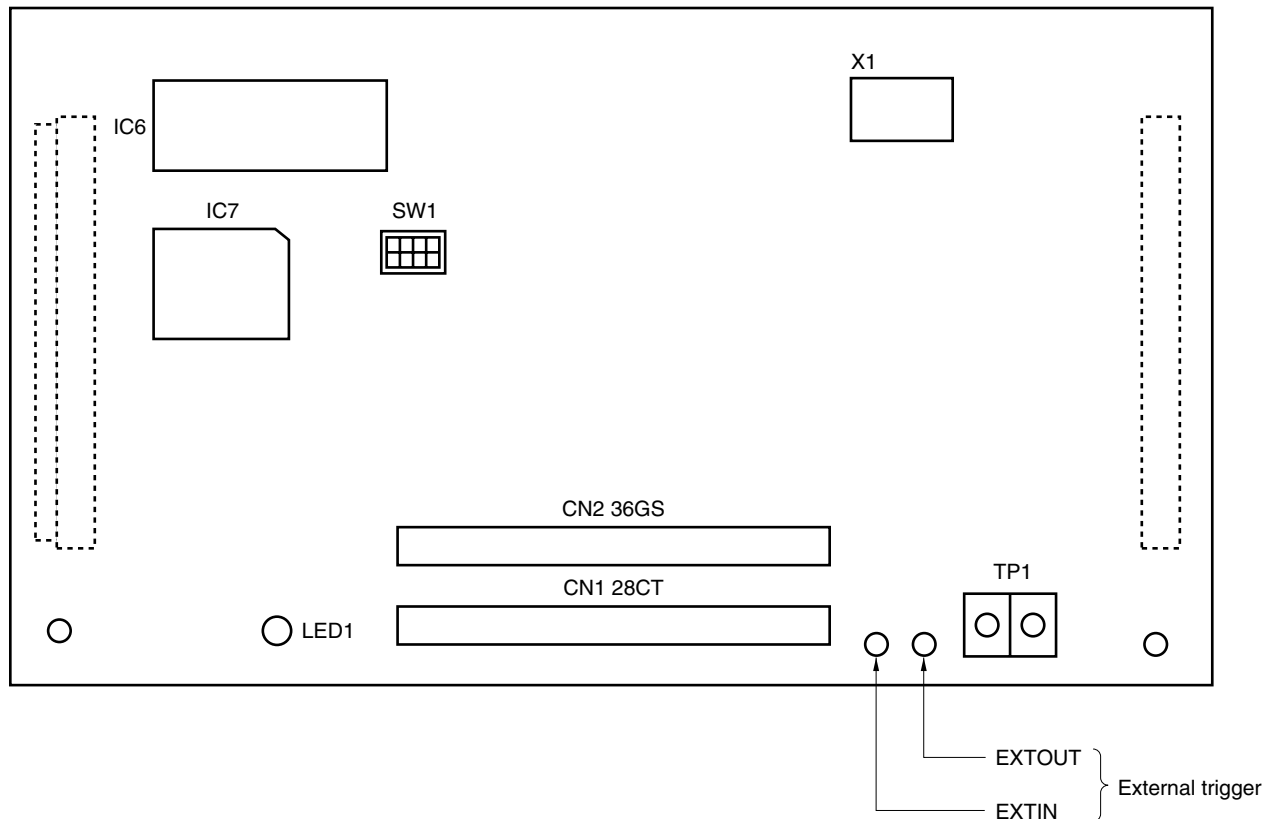 X1
IC6
IC7
SW1
CN2 36GS
CN1 28CT
TP1
LED1
EXTOUT
External trigger
EXTIN